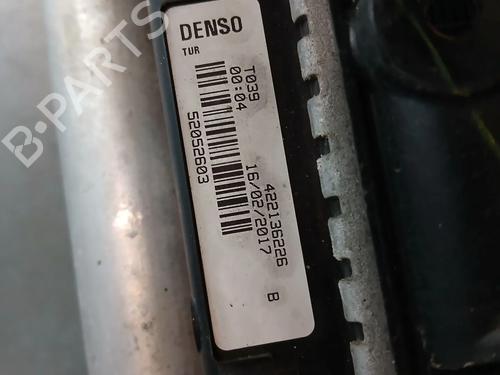 DENSO
TUR
T039
00:04
52052603
422136226 B
16/02/2017
B-PARTS